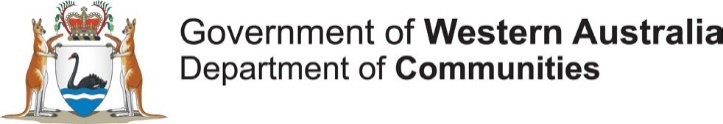 Government of Western Australia
Department of Communities